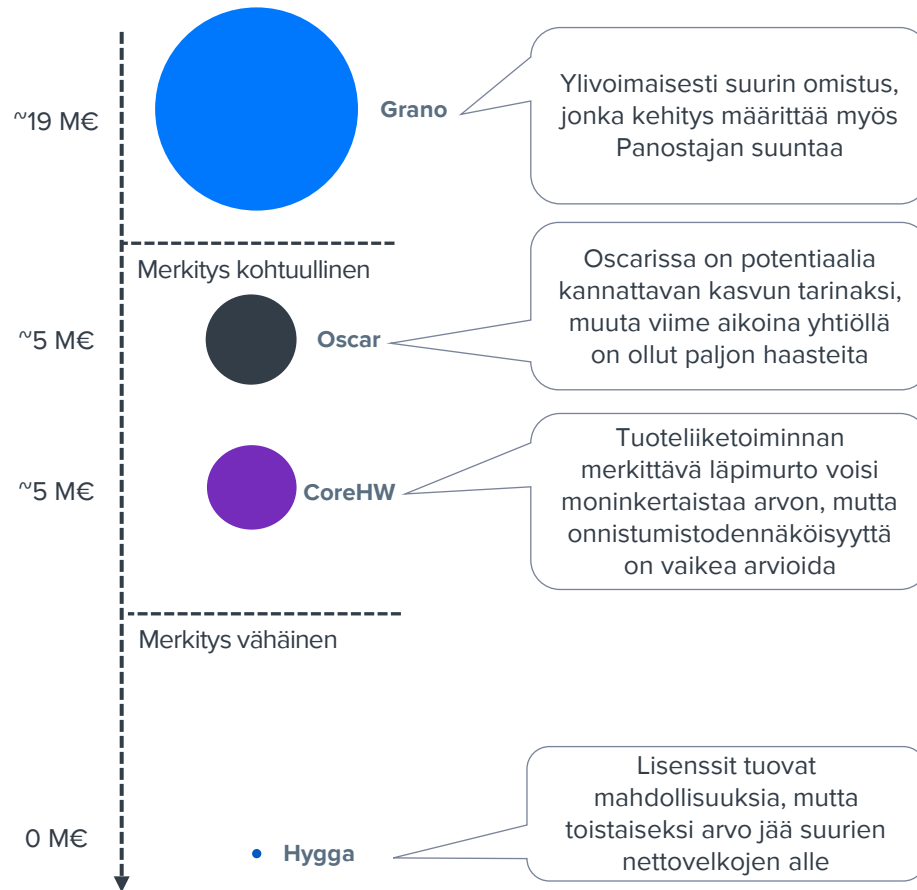 ~19 M€
Grano
Ylivoimaisesti suurin omistus,
jonka kehitys määrittää myös
Panostajan suuntaa
Merkitys kohtuullinen
~5 M€
Oscar
Oscarissa on potentiaalia
kannattavan kasvun tarinaksi,
muuta viime aikoina yhtiöllä
on ollut paljon haasteita
~5 M€
CoreHW
Tuoteliiketoiminnan
merkittävä läpimurto voisi
moninkertaistaa arvon, mutta
onnistumistodennäköisyyttä
on vaikea arvioida
Merkitys vähäinen
0 M€
Hygga
Lisenssit tuovat
mahdollisuuksia, mutta
toistaiseksi arvo jää suurien
nettovelkojen alle